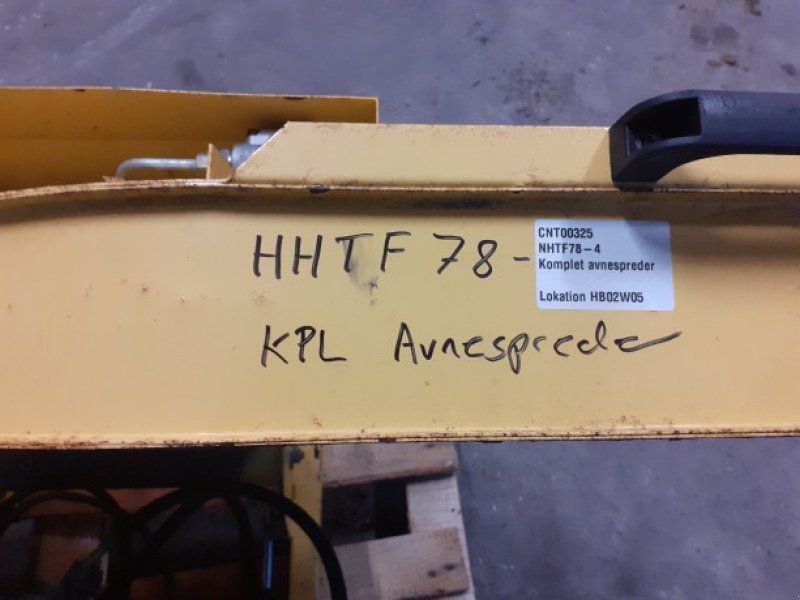 HHTF 78-
CNT00325
NHTF78-4
Komplet avnespreder
Lokation HB02W05
KPL Avnespreder